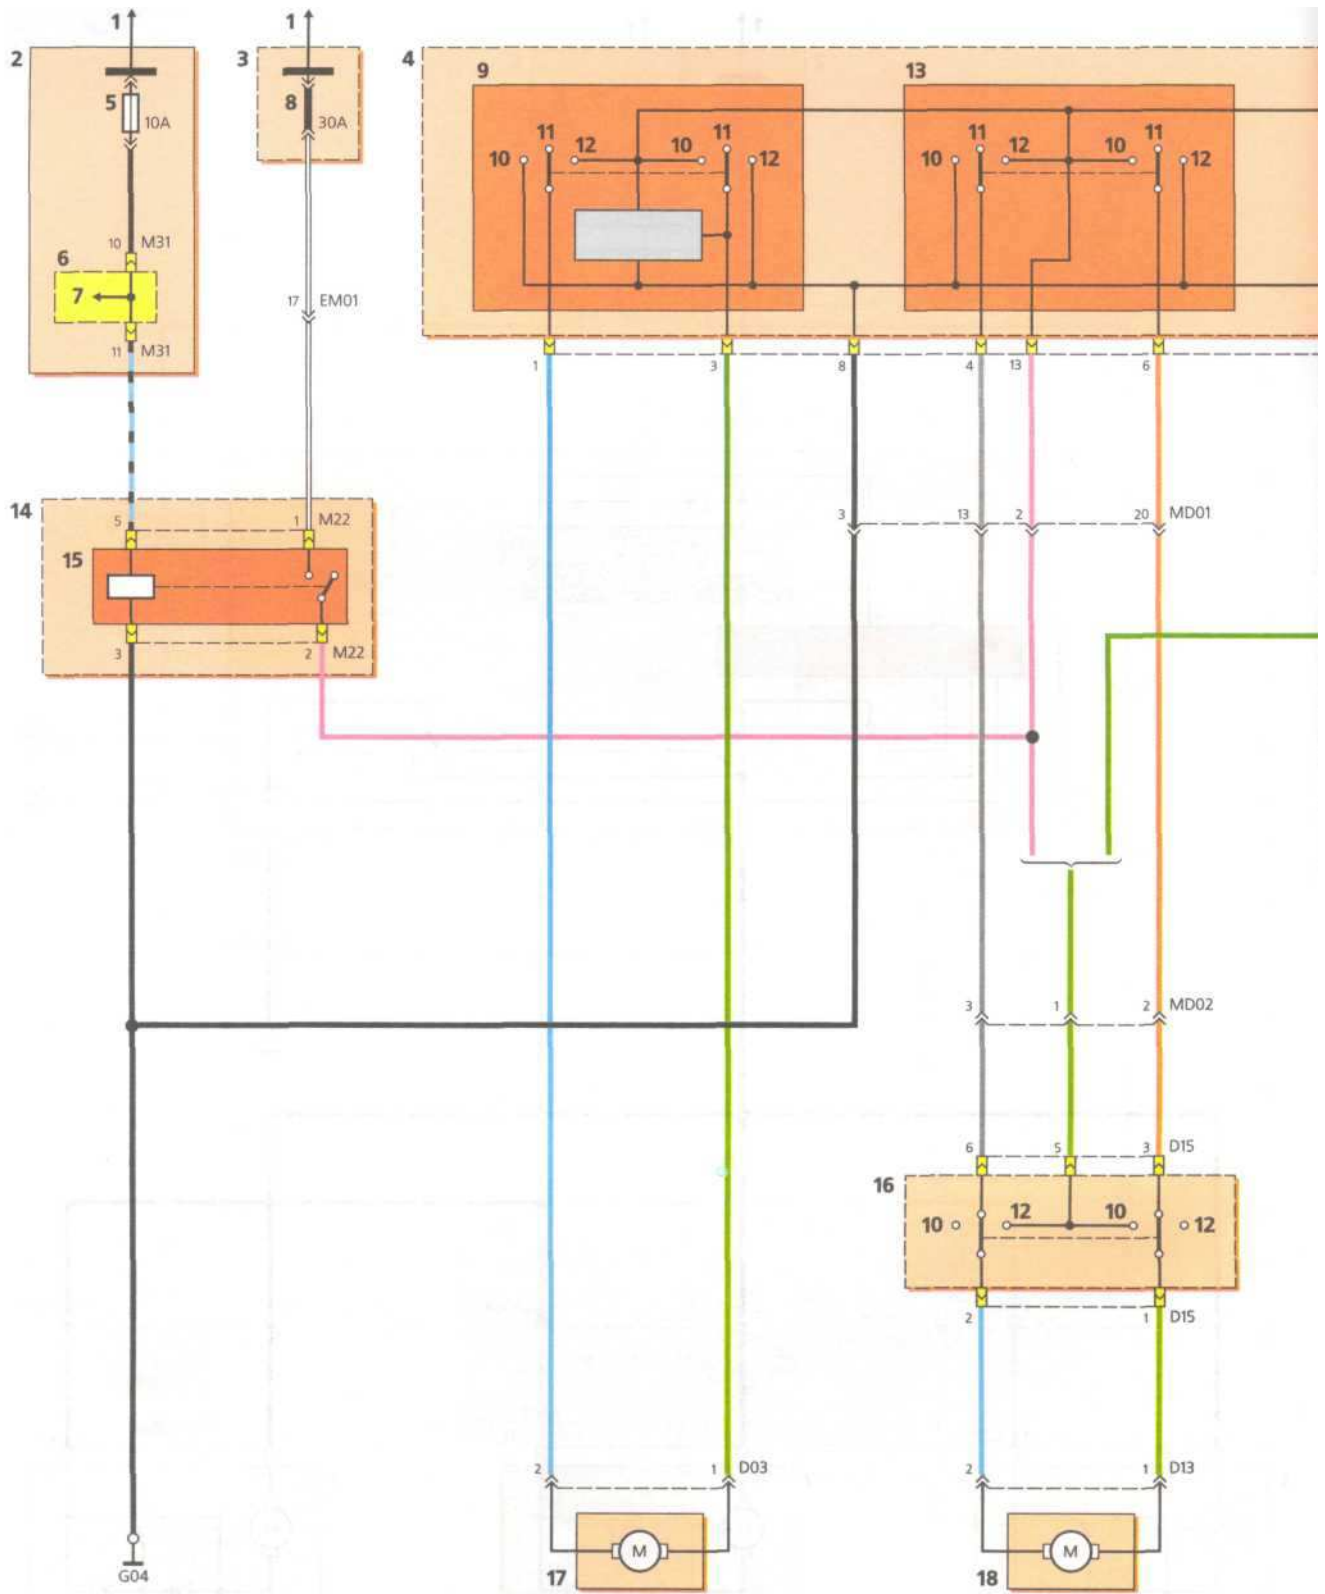 1 1
2 3 4 9 13
5 10A 8 30A
11 11 11 11
10 12 10 12 10 12 10 12
10 M31
6
7
17 EM01
11 M31
1 3 8 4 13 6
14 5 1 M22 3 13 2 20 MD01
15
3 2 M22
3 1 2 MD02
6 5 3 D15
16
10 12 10 12
2 1 D15
2 1 D03 2 1 D13
M M
G04 17 18